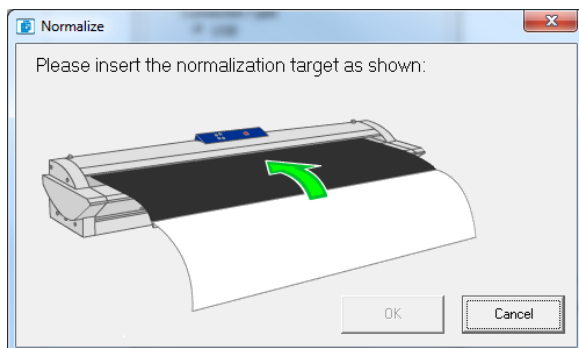 Normalize
Please insert the normalization target as shown:
OK
Cancel